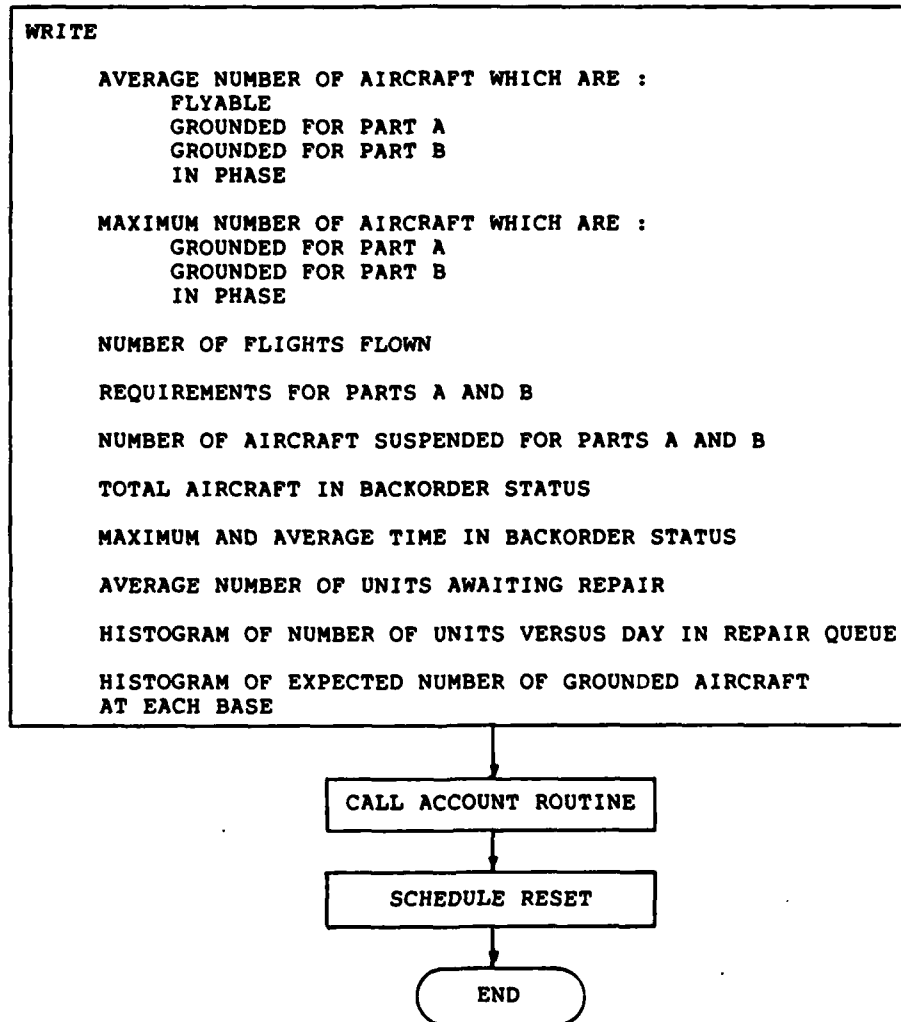 WRITE
AVERAGE NUMBER OF AIRCRAFT WHICH ARE :
FLYABLE
GROUNDED FOR PART A
GROUNDED FOR PART B
IN PHASE
MAXIMUM NUMBER OF AIRCRAFT WHICH ARE :
GROUNDED FOR PART A
GROUNDED FOR PART B
IN PHASE
NUMBER OF FLIGHTS FLOWN
REQUIREMENTS FOR PARTS A AND B
NUMBER OF AIRCRAFT SUSPENDED FOR PARTS A AND B
TOTAL AIRCRAFT IN BACKORDER STATUS
MAXIMUM AND AVERAGE TIME IN BACKORDER STATUS
AVERAGE NUMBER OF UNITS AWAITING REPAIR
HISTOGRAM OF NUMBER OF UNITS VERSUS DAY IN REPAIR QUEUE
HISTOGRAM OF EXPECTED NUMBER OF GROUNDED AIRCRAFT
AT EACH BASE
CALL ACCOUNT ROUTINE
SCHEDULE RESET
END